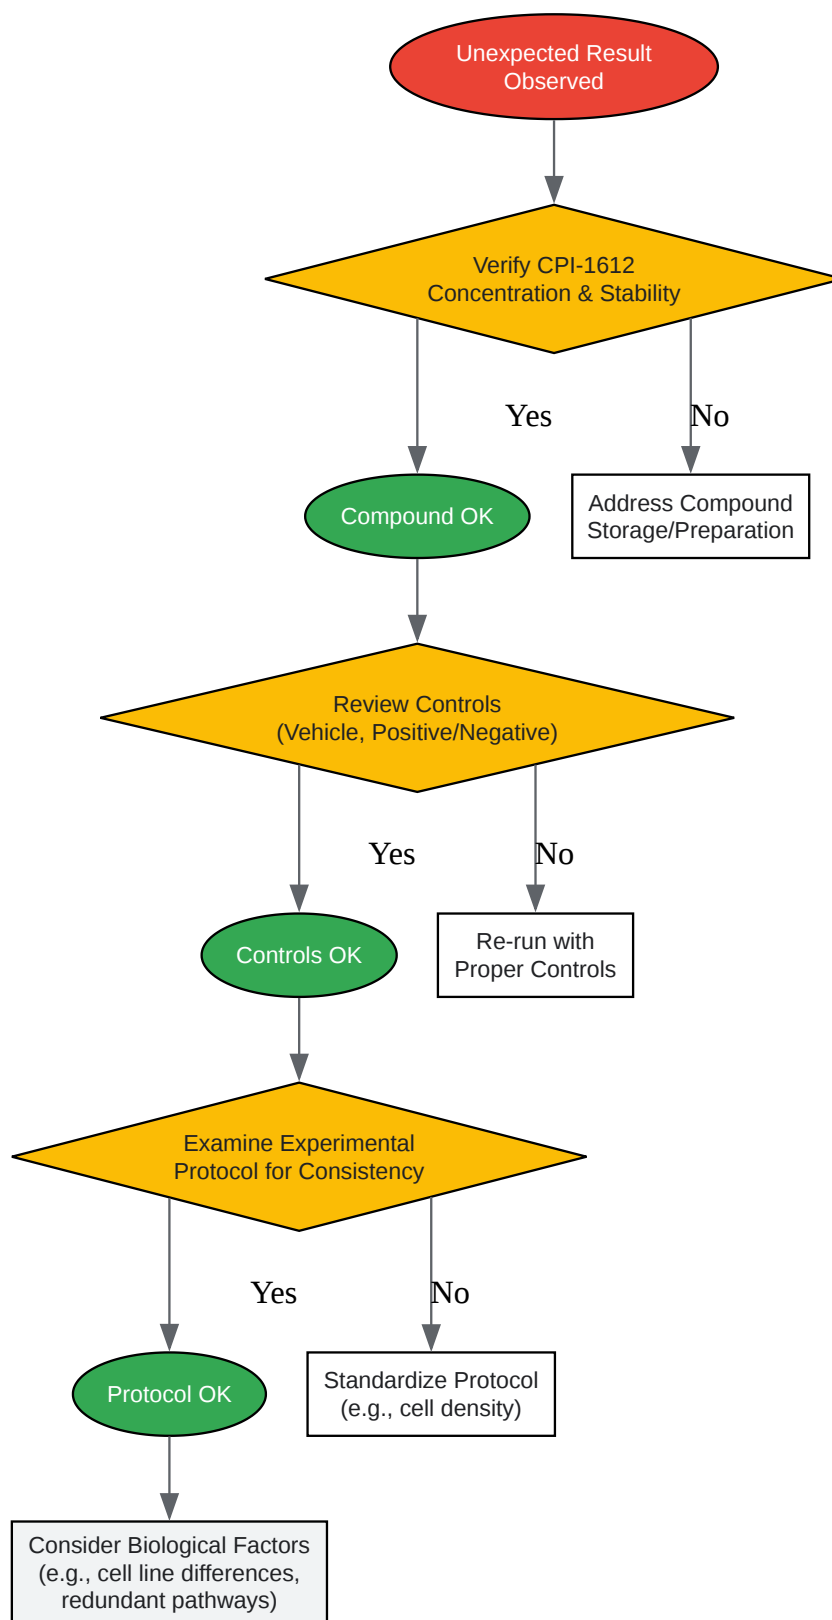 Unexpected Result
Observed
Verify CPI-1612
Concentration & Stability
Yes
No
Compound OK
Address Compound
Storage/Preparation
Review Controls
(Vehicle, Positive/Negative)
Yes
No
Controls OK
Re-run with
Proper Controls
Examine Experimental
Protocol for Consistency
Yes
No
Protocol OK
Standardize Protocol
(e.g., cell density)
Consider Biological Factors
(e.g., cell line differences,
redundant pathways)